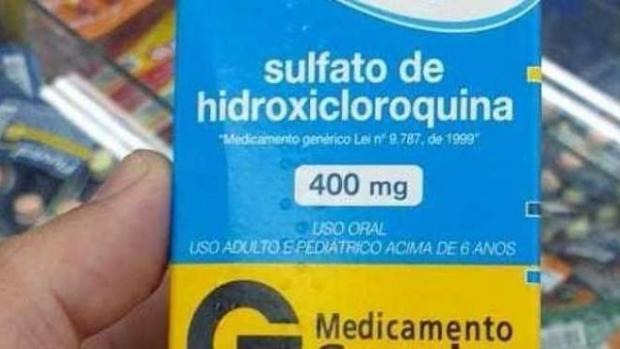 sulfato de
hidroxicloroquina
"Medicamento genérico Lei nº 9.787, de 1999"
400 mg
USO ORAL
USO ADULTO E PEDIÁTRICO ACIMA DE 6 ANOS
G Medicamento